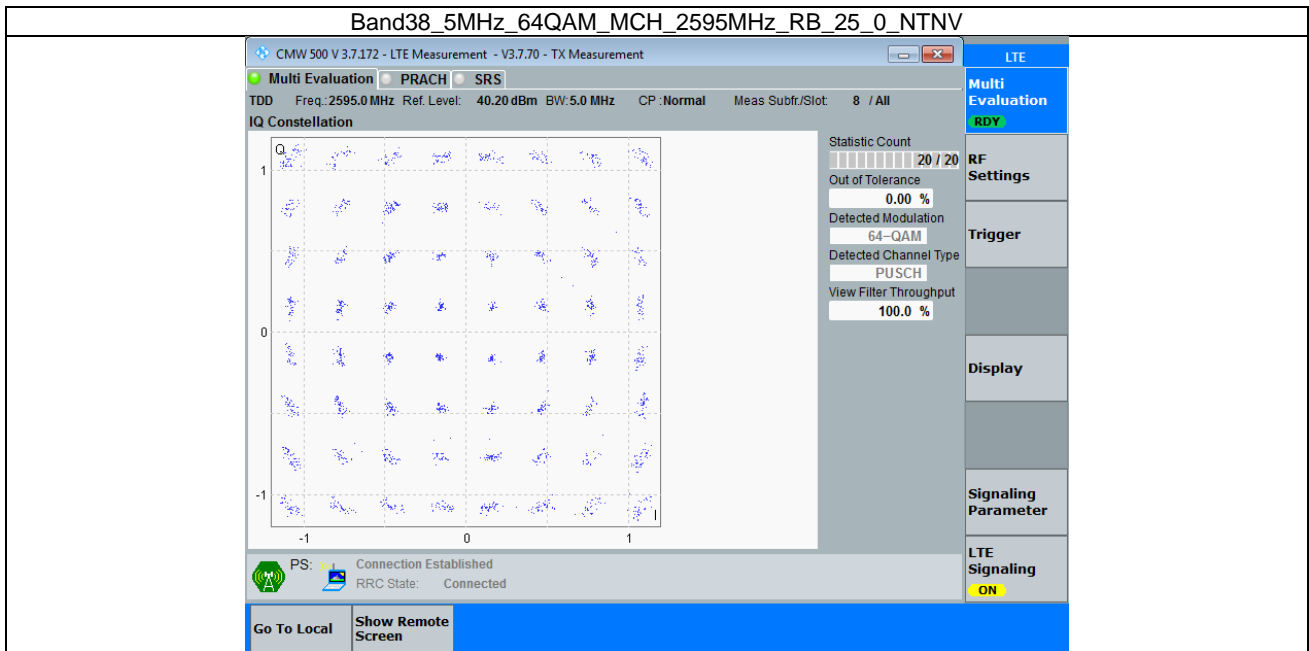 Band38_5MHz_64QAM_MCH_2595MHz_RB_25_0_NTNV
CMW 500 V 3.7.172 - LTE Measurement - V3.7.70 - TX Measurement
LTE
Multi Evaluation PRACH SRS
Multi
Evaluation
RDY
TDD Freq.: 2595.0 MHz Ref. Level: 40.20 dBm BW: 5.0 MHz CP : Normal Meas Subfr./Slot: 8 / All
IQ Constellation
Q
1
0
-1
I
-1 0 1
Statistic Count
20 / 20
Out of Tolerance
0.00 %
Detected Modulation
64-QAM
Detected Channel Type
PUSCH
View Filter Throughput
100.0 %
RF
Settings
Trigger
Display
Signaling
Parameter
LTE
Signaling
ON
PS: Connection Established
RRC State: Connected
Go To Local
Show Remote
Screen